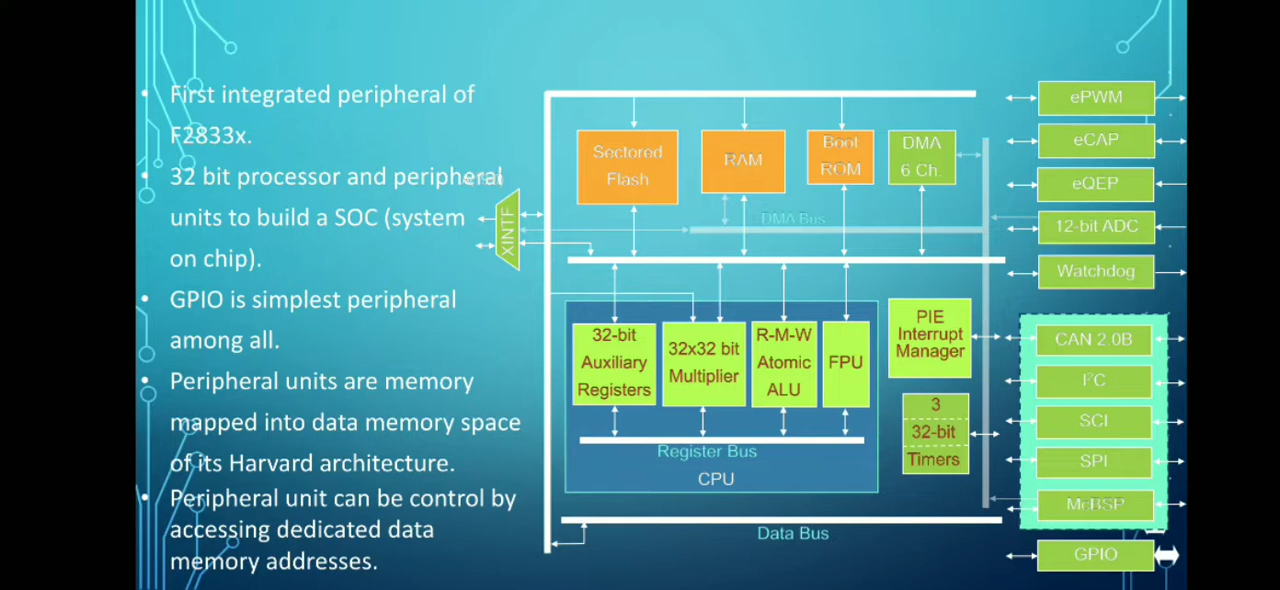 First integrated peripheral of
F2833x.
32 bit processor and peripheral
units to build a SOC (system
on chip).
GPIO is simplest peripheral
among all.
Peripheral units are memory
mapped into data memory space
of its Harvard architecture.
Peripheral unit can be control by
accessing dedicated data
memory addresses.
XINTF
Sectored
Flash
RAM
Boot
ROM
DMA
6 Ch.
DMA Bus
32-bit
Auxiliary
Registers
32x32 bit
Multiplier
R-M-W
Atomic
ALU
FPU
Register Bus
CPU
PIE
Interrupt
Manager
3
32-bit
Timers
Data Bus
ePWM
eCAP
eQEP
12-bit ADC
Watchdog
CAN 2.0B
I²C
SCI
SPI
McBSP
GPIO